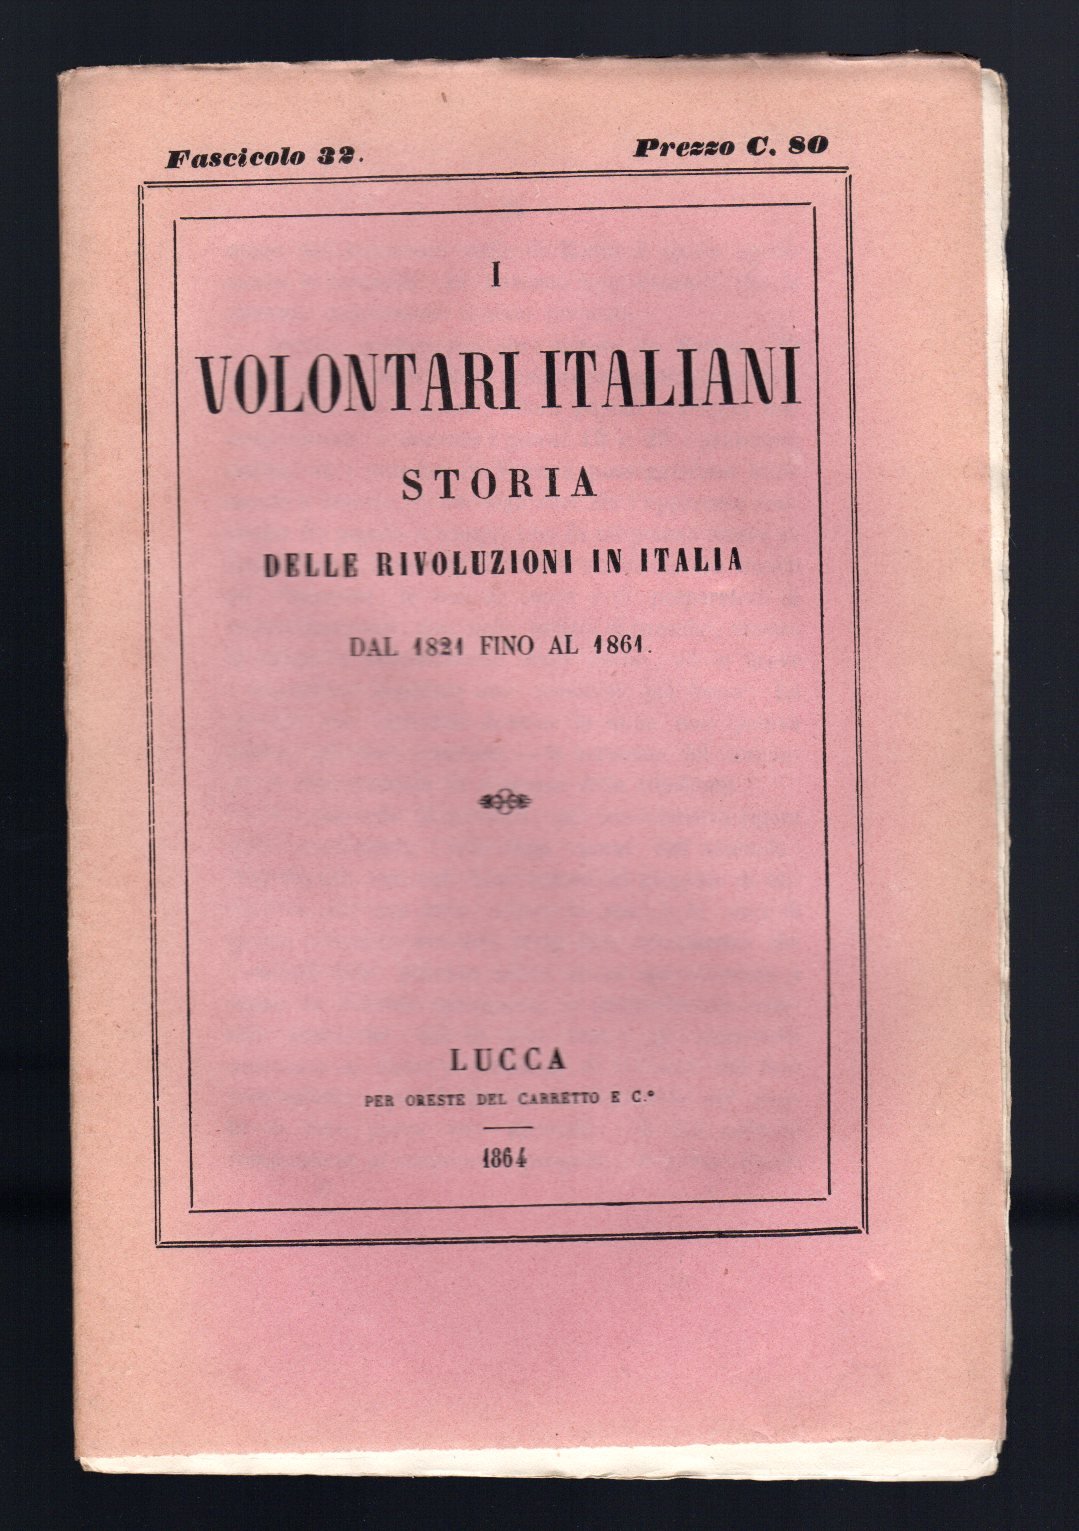 Fascicolo 32.
Prezzo C. 80
I
VOLONTARI ITALIANI
STORIA
DELLE RIVOLUZIONI IN ITALIA
DAL 1821 FINO AL 1861.
LUCCA
PER ORESTE DEL CARRETTO E C.º
1864